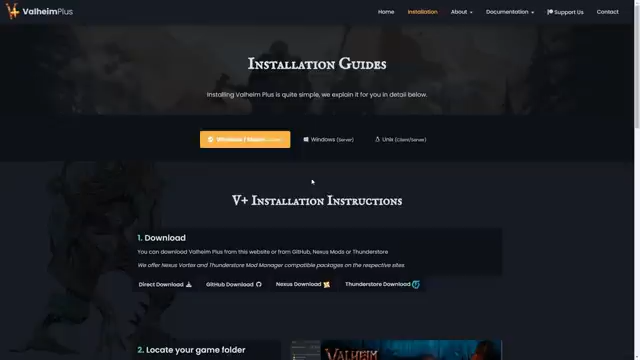 ValheimPlus
Home Installation About Documentation Support Us Contact
Installation Guides
Installing Valheim Plus is quite simple, we explain it for you in detail below.
Windows / Steam
Windows (Server)
Unix (Client/Server)
V+ Installation Instructions
1. Download
You can download Valheim Plus from this website or from GitHub, Nexus Mods or Thunderstore
We offer Nexus Vortex and Thunderstore Mod Manager compatible packages on the respective sites
Direct Download GitHub Download Nexus Download Thunderstore Download
2. Locate your game folder
VALHEIM